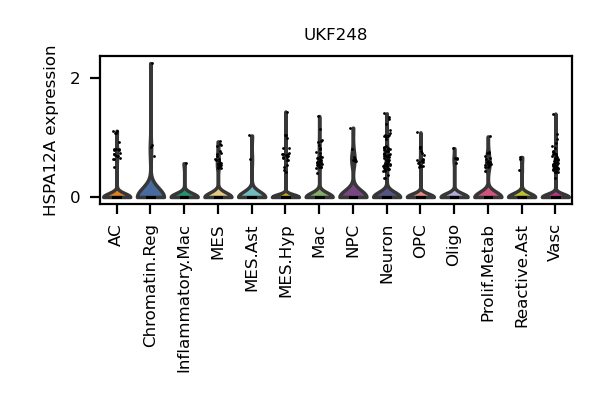 UKF248
HSPA12A expression
2
0
AC
Chromatin.Reg
Inflammatory.Mac
MES
MES.Ast
MES.Hyp
Mac
NPC
Neuron
OPC
Oligo
Prolif.Metab
Reactive.Ast
Vasc